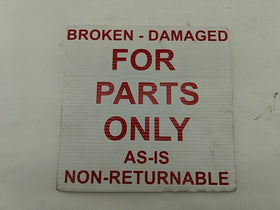 BROKEN - DAMAGED
FOR
PARTS
ONLY
AS-IS
NON-RETURNABLE